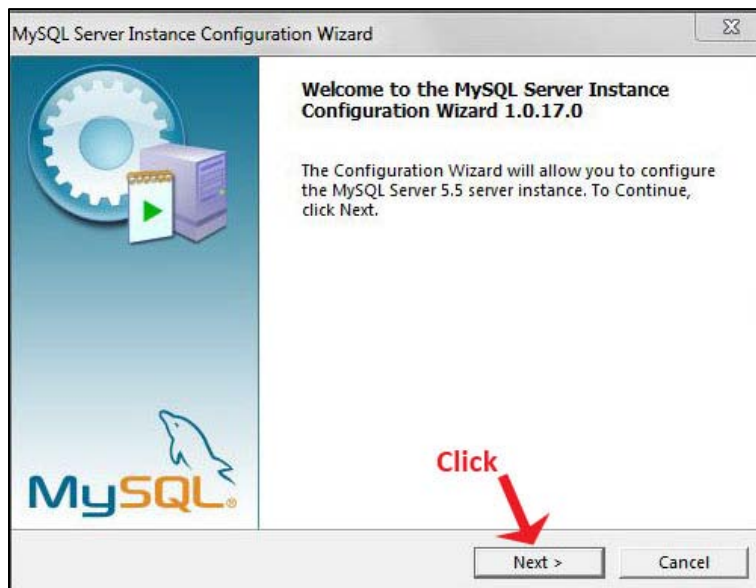 MySQL Server Instance Configuration Wizard
Welcome to the MySQL Server Instance
Configuration Wizard 1.0.17.0
The Configuration Wizard will allow you to configure
the MySQL Server 5.5 server instance. To Continue,
click Next.
Click
MySQL®
Next >
Cancel